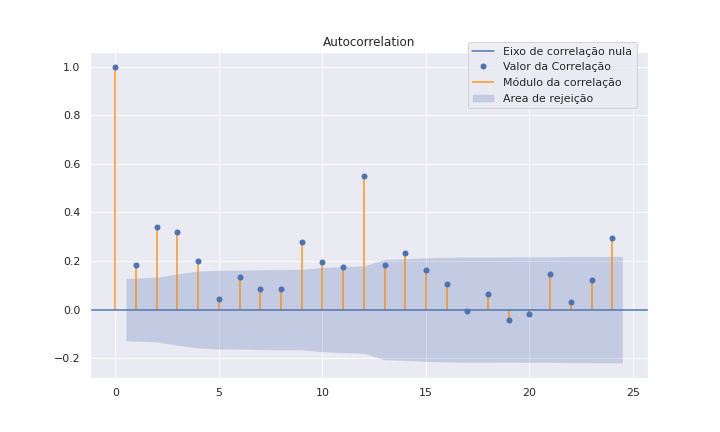 Autocorrelation
Eixo de correlação nula
Valor da Correlação
Módulo da correlação
Area de rejeição
1.0
0.8
0.6
0.4
0.2
0.0
−0.2
0 5 10 15 20 25